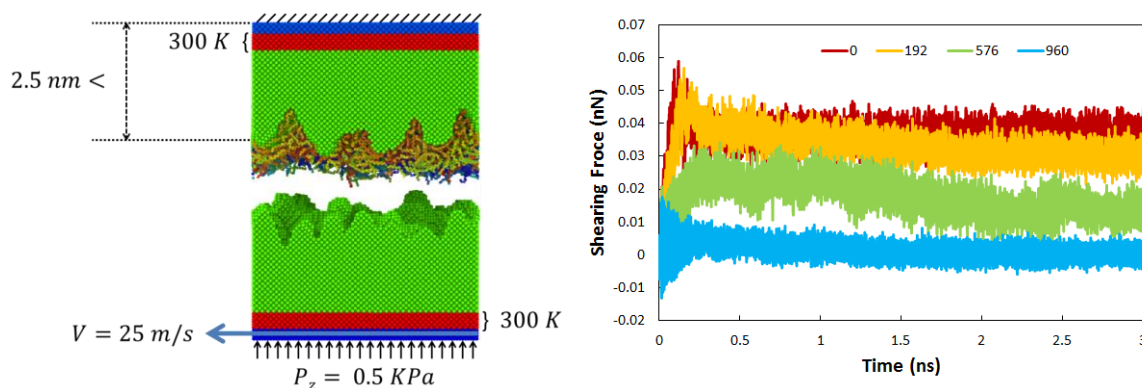 300 K {
2.5 nm <
} 300 K
V = 25 m/s
P_z = 0.5 KPa
0 192 576 960
Shearing Froce (nN)
0.07
0.06
0.05
0.04
0.03
0.02
0.01
0
-0.01
-0.02
0 0.5 1 1.5 2 2.5 3
Time (ns)